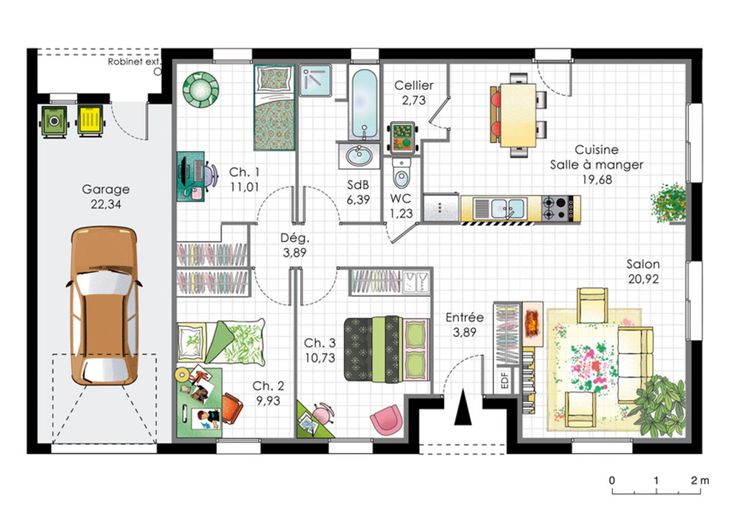 Robinet ext.
Cellier
2,73
Cuisine
Salle à manger
19,68
Ch. 1
11,01
SdB
6,39
WC
1,23
Garage
22,34
Dég.
3,89
Salon
20,92
Entrée
3,89
Ch. 3
10,73
Ch. 2
9,93
EDF
0 1 2 m